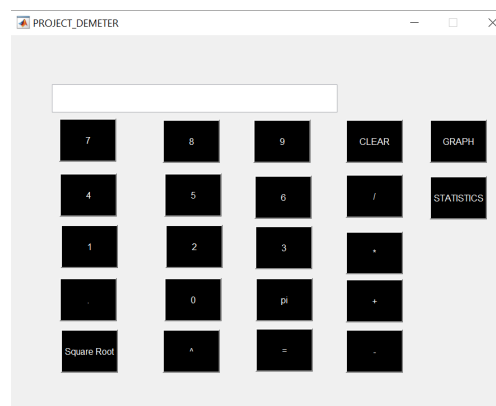 PROJECT_DEMETER
7 8 9 CLEAR GRAPH
4 5 6 / STATISTICS
1 2 3 *
. 0 pi +
Square Root ^ = -